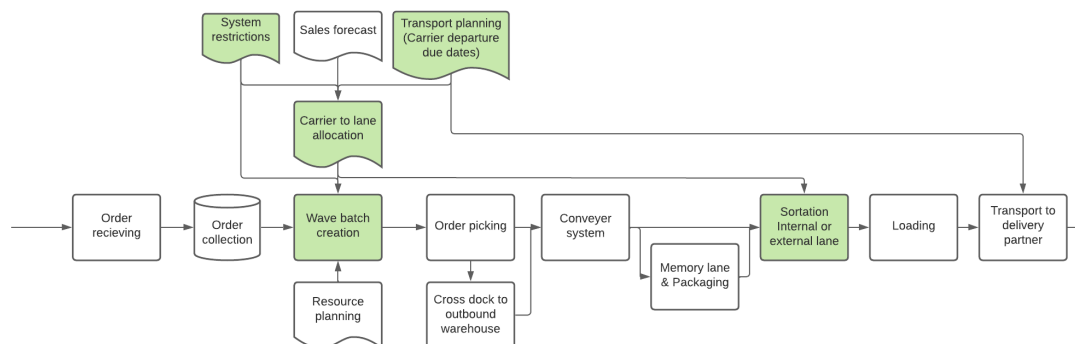 System
restrictions
Sales forecast
Transport planning
(Carrier departure
due dates)
Carrier to lane
allocation
Order
recieving
Order
collection
Wave batch
creation
Order picking
Conveyer
system
Sortation
Internal or
external lane
Loading
Transport to
delivery
partner
Memory lane
& Packaging
Resource
planning
Cross dock to
outbound
warehouse